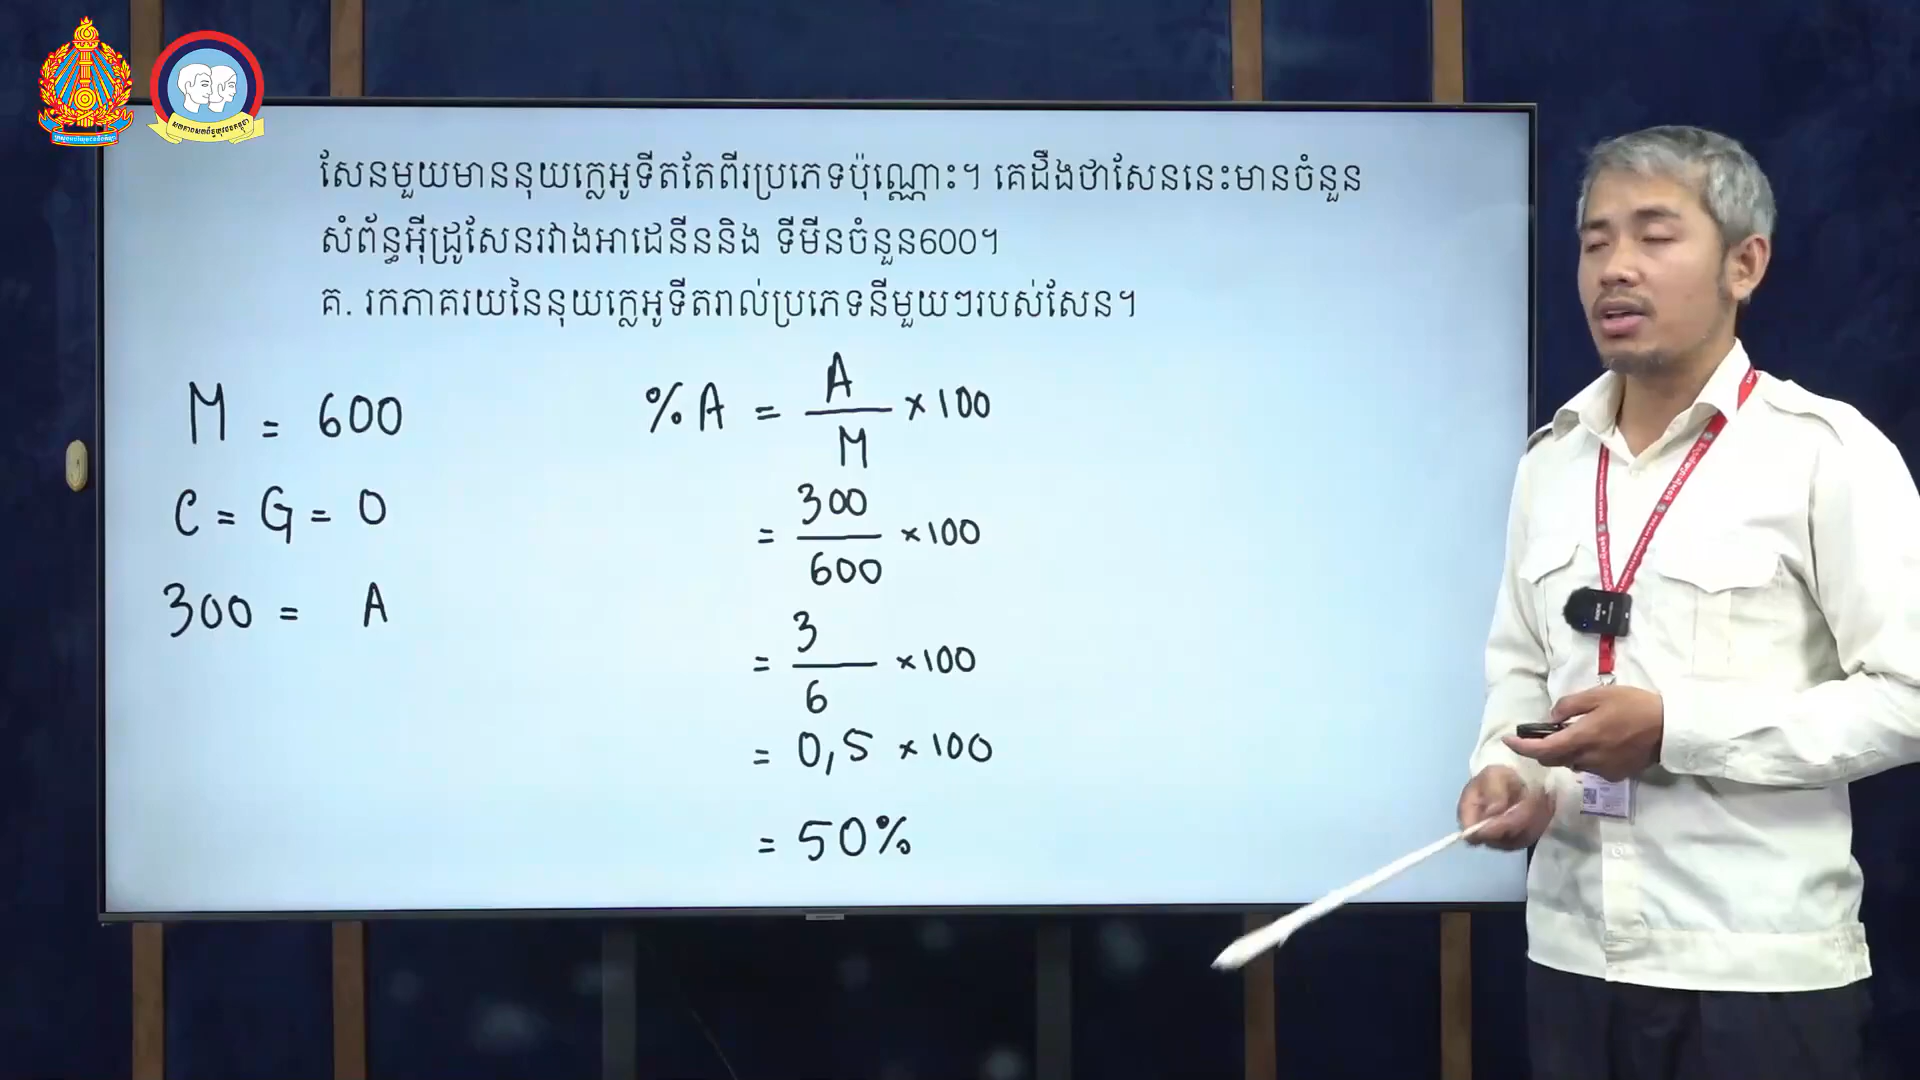 សែនមួយមាននុយក្លេអូទីតតែពីរប្រភេទប៉ុណ្ណោះ។ គេដឹងថាសែននេះមានចំនួន
សំព័ន្ធអ៊ីដ្រូសែនរវាងអាដេនីននិង ទីមីនចំនួន600។
គ. រកភាគរយនៃនុយក្លេអូទីតរាល់ប្រភេទនីមួយៗរបស់សែន។
M = 600
C = G = 0
300 = A
%A = A/M × 100
= 300/600 × 100
= 3/6 × 100
= 0,5 × 100
= 50%